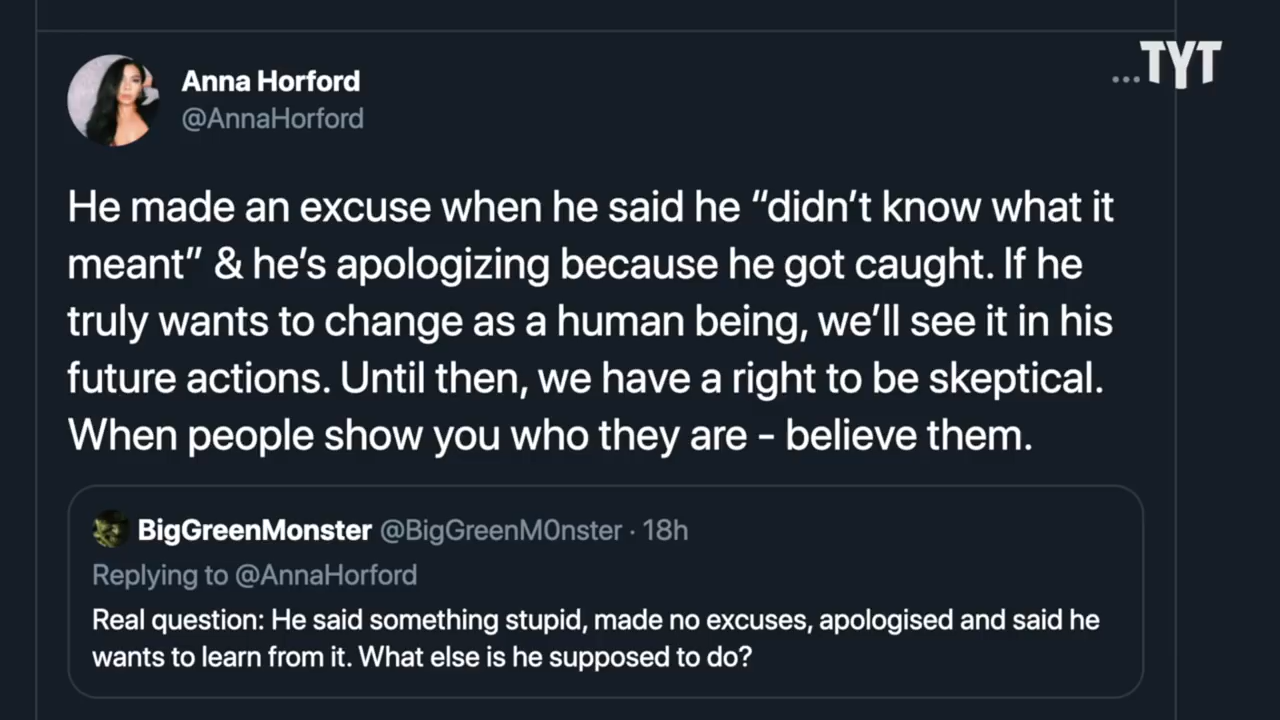 Anna Horford
...TYT
@AnnaHorford
He made an excuse when he said he “didn’t know what it
meant” & he’s apologizing because he got caught. If he
truly wants to change as a human being, we’ll see it in his
future actions. Until then, we have a right to be skeptical.
When people show you who they are - believe them.
BigGreenMonster @BigGreenM0nster · 18h
Replying to @AnnaHorford
Real question: He said something stupid, made no excuses, apologised and said he
wants to learn from it. What else is he supposed to do?